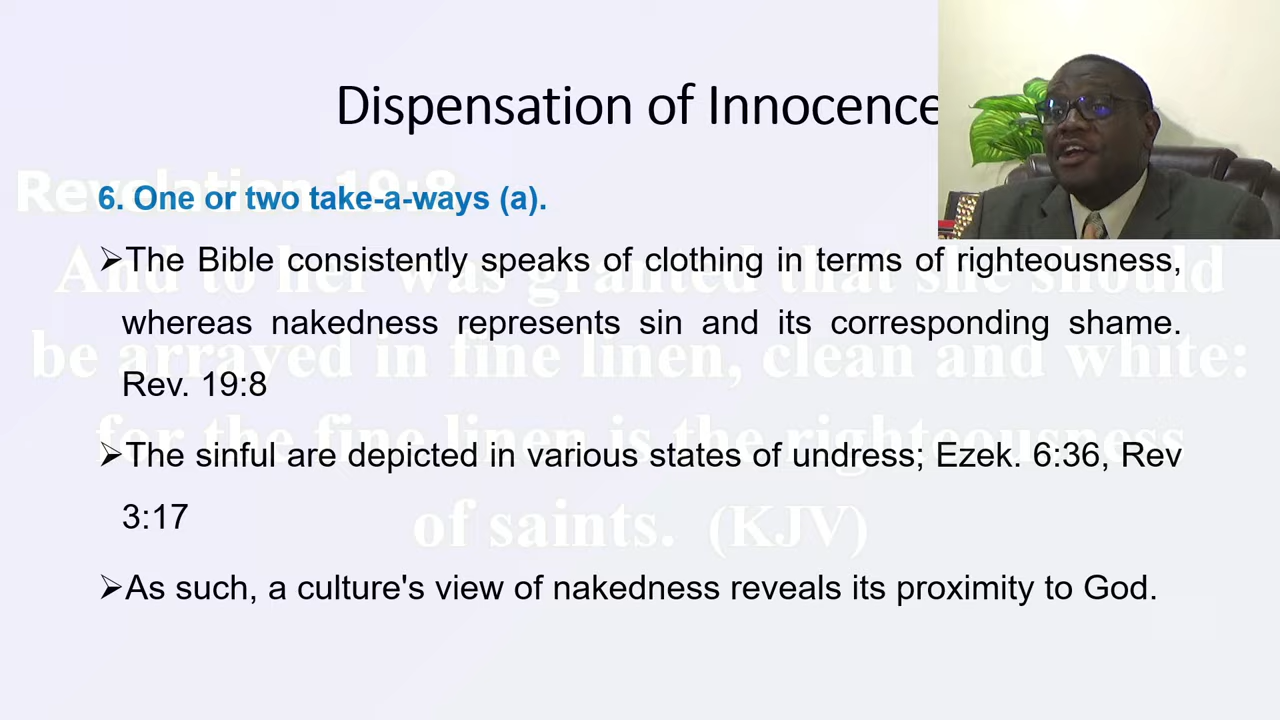 Dispensation of Innocence
Revelation 19:8
6. One or two take-a-ways (a).
➢The Bible consistently speaks of clothing in terms of righteousness,
And to her was granted that she should
whereas nakedness represents sin and its corresponding shame.
be arrayed in fine linen, clean and white:
Rev. 19:8
for the fine linen is the righteousness
➢The sinful are depicted in various states of undress; Ezek. 6:36, Rev
3:17
of saints. (KJV)
➢As such, a culture's view of nakedness reveals its proximity to God.